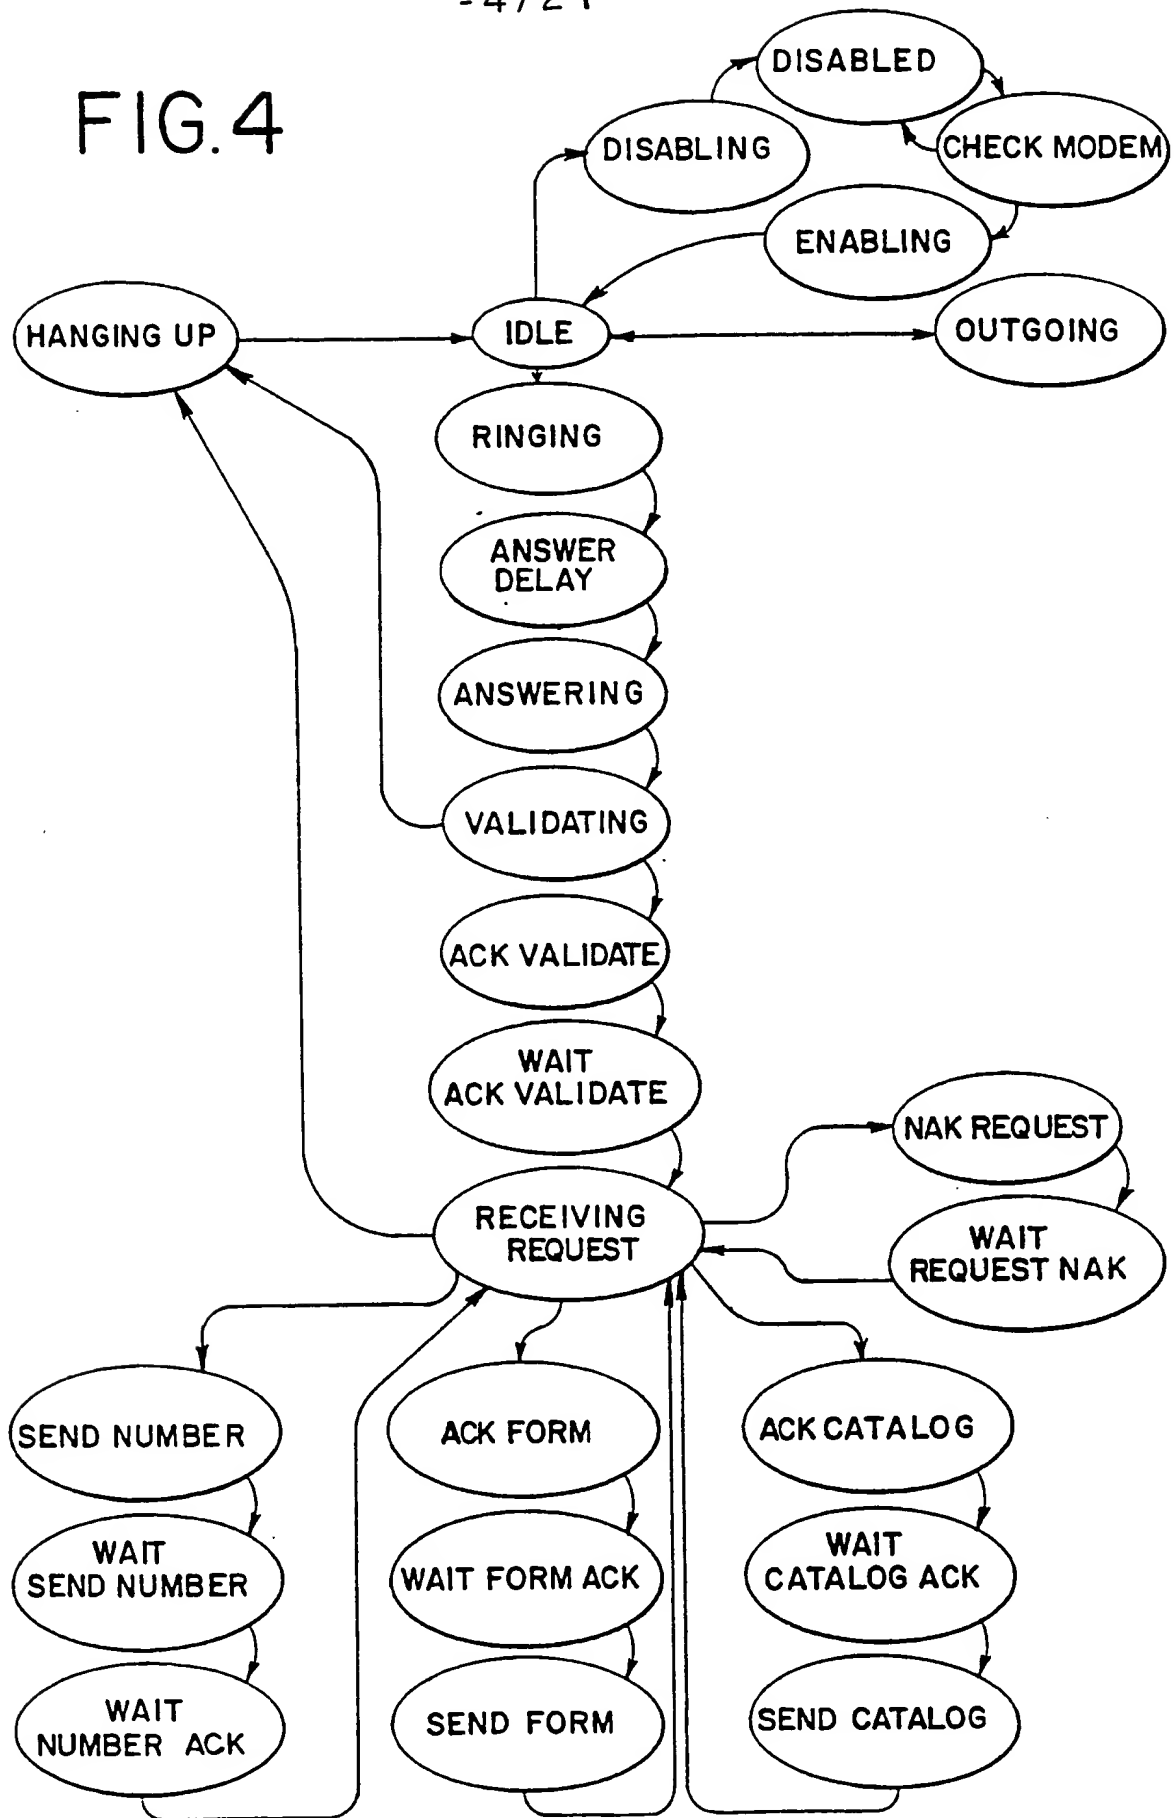 FIG.4
DISABLED
DISABLING
CHECK MODEM
ENABLING
HANGING UP
IDLE
OUTGOING
RINGING
ANSWER
DELAY
ANSWERING
VALIDATING
ACK VALIDATE
WAIT
ACK VALIDATE
NAK REQUEST
RECEIVING
REQUEST
WAIT
REQUEST NAK
SEND NUMBER
ACK FORM
ACK CATALOG
WAIT
SEND NUMBER
WAIT FORM ACK
WAIT
CATALOG ACK
WAIT
NUMBER ACK
SEND FORM
SEND CATALOG